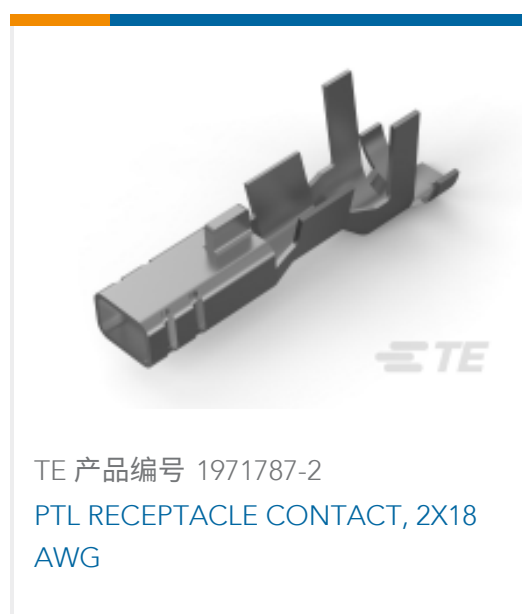 TE
TE 产品编号 1971787-2
PTL RECEPTACLE CONTACT, 2X18
AWG